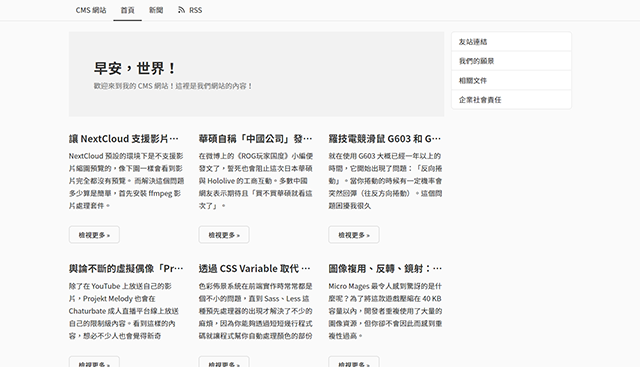 CMS 網站 首頁 新聞 RSS
早安，世界！
歡迎來到我的 CMS 網站！這裡是我們網站的內容！
友站連結
我們的願景
相關文件
企業社會責任
讓 NextCloud 支援影片…
NextCloud 預設的環境下是不支援影
片縮圖預覽的，像下圖一樣會看到影
片完全都沒有預覽。 而解決這個問題
多少算是簡單，首先安裝 ffmpeg 影
片處理套件。
檢視更多 »
華碩自稱「中國公司」發…
在微博上的《ROG玩家国度》小編便
發文了，誓死也會阻止這次日本華碩
與 Hololive 的工商互動。多數中國
網友表示期待且「買不買華碩就看這
次了」。
檢視更多 »
羅技電競滑鼠 G603 和 G…
就在使用 G603 大概已經一年以上的
時間，它開始出現了問題：「反向捲
動」。當你捲動的時候有一定機會
突然回彈（往反方向捲動）。這個問
題困擾我很久
檢視更多 »
輿論不斷的虛擬偶像「Pr…
除了在 YouTube 上放送自己的影
片，Projekt Melody 也會在
Chaturbate 成人直播平台線上放送
自己的限制級內容。看到這樣的內
容，想必不少人也會覺得新奇
檢視更多 »
透過 CSS Variable 取代 …
色彩佈景系統在前端實作時常常都是
個不小的問題，直到 Sass、Less 這
種預先處理器的出現才解決了不少的
麻煩，因為你能夠透過短短幾行程式
碼就讓程式幫你自動處理顏色的部份
檢視更多 »
圖像複用、反轉、鏡射：…
Micro Mages 最令人感到驚訝的是什
麼呢？為了將這款遊戲壓縮在 40 KB
容量以內，開發者重複使用了大量的
圖像資源，但你卻不會因此而感到重
複性過高。
檢視更多 »